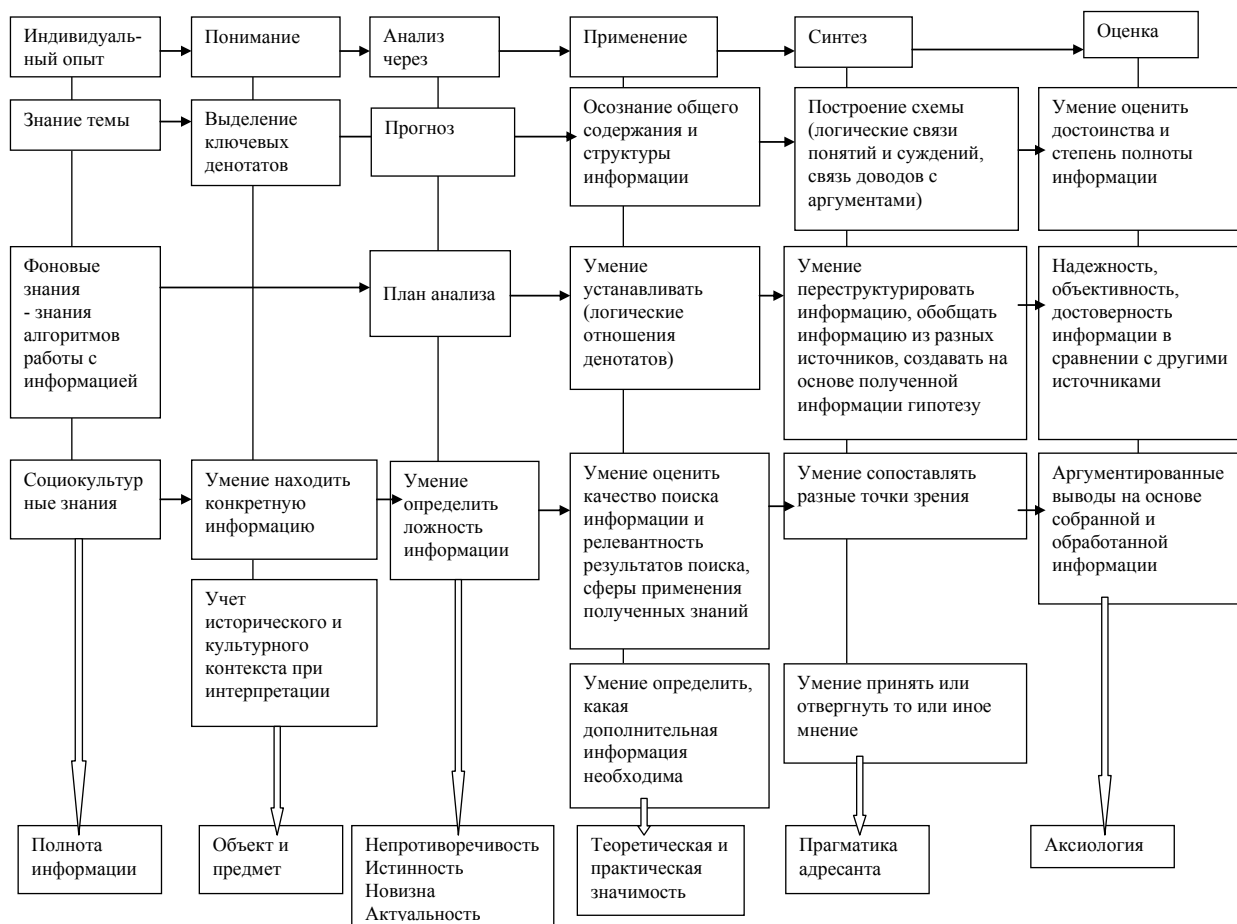 Индивидуаль-
ный опыт
Понимание
Анализ
через
Применение
Синтез
Оценка
Знание темы
Выделение
ключевых
денотатов
Прогноз
Осознание общего
содержания и
структуры
информации
Построение схемы
(логические связи
понятий и суждений,
связь доводов с
аргументами)
Умение оценить
достоинства и
степень полноты
информации
Фоновые
знания
- знания
алгоритмов
работы с
информацией
План анализа
Умение
устанавливать
(логические
отношения
денотатов)
Умение
переструктурировать
информацию, обобщать
информацию из разных
источников, создавать на
основе полученной
информации гипотезу
Надежность,
объективность,
достоверность
информации в
сравнении с другими
источниками
Социокультур
ные знания
Умение находить
конкретную
информацию
Умение
определить
ложность
информации
Умение оценить
качество поиска
информации и
релевантность
результатов поиска,
сферы применения
полученных знаний
Умение сопоставлять
разные точки зрения
Аргументированные
выводы на основе
собранной и
обработанной
информации
Учет
исторического и
культурного
контекста при
интерпретации
Умение определить,
какая
дополнительная
информация
необходима
Умение принять или
отвергнуть то или иное
мнение
Полнота
информации
Объект и
предмет
Непротиворечивость
Истинность
Новизна
Актуальность
Теоретическая и
практическая
значимость
Прагматика
адресанта
Аксиология